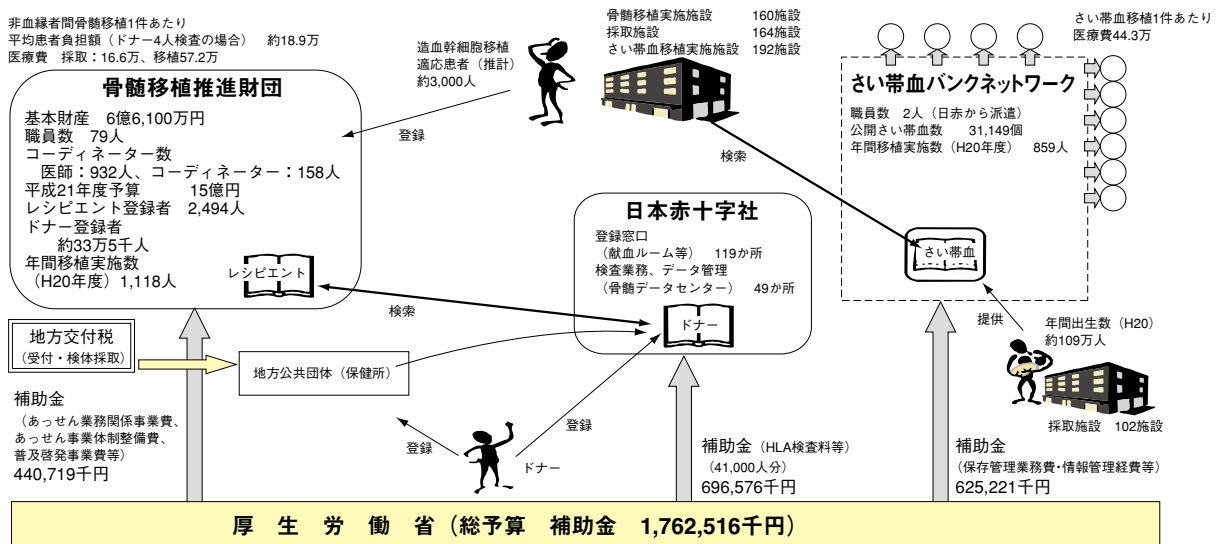 非血縁者間骨髄移植1件あたり
平均患者負担額（ドナー4人検査の場合）　約18.9万
医療費　採取：16.6万、移植57.2万
骨髄移植推進財団
基本財産　6億6,100万円
職員数　79人
コーディネーター数
医師：932人、コーディネーター：158人
平成21年度予算　15億円
レシピエント登録者　2,494人
ドナー登録者
約33万5千人
年間移植実施数
（H20年度）1,118人
レシピエント
造血幹細胞移植
適応患者（推計）
約3,000人
登録
骨髄移植実施施設　160施設
採取施設　164施設
さい帯血移植実施施設　192施設
検索
さい帯血移植1件あたり
医療費44.3万
さい帯血バンクネットワーク
職員数　2人（日赤から派遣）
公開さい帯血数　31,149個
年間移植実施数（H20年度）　859人
さい帯血
日本赤十字社
登録窓口
（献血ルーム等）　119か所
検査業務、データ管理
（骨髄データセンター）　49か所
ドナー
検索
提供
年間出生数（H20）
約109万人
採取施設　102施設
地方交付税
（受付・検体採取）
地方公共団体（保健所）
補助金
（あっせん業務関係事業費、
あっせん事業体制整備費、
普及啓発事業費等）
440,719千円
登録
ドナー
登録
補助金（HLA検査料等）
（41,000人分）
696,576千円
補助金
（保存管理業務費・情報管理経費等）
625,221千円
厚生労働省（総予算　補助金　1,762,516千円）